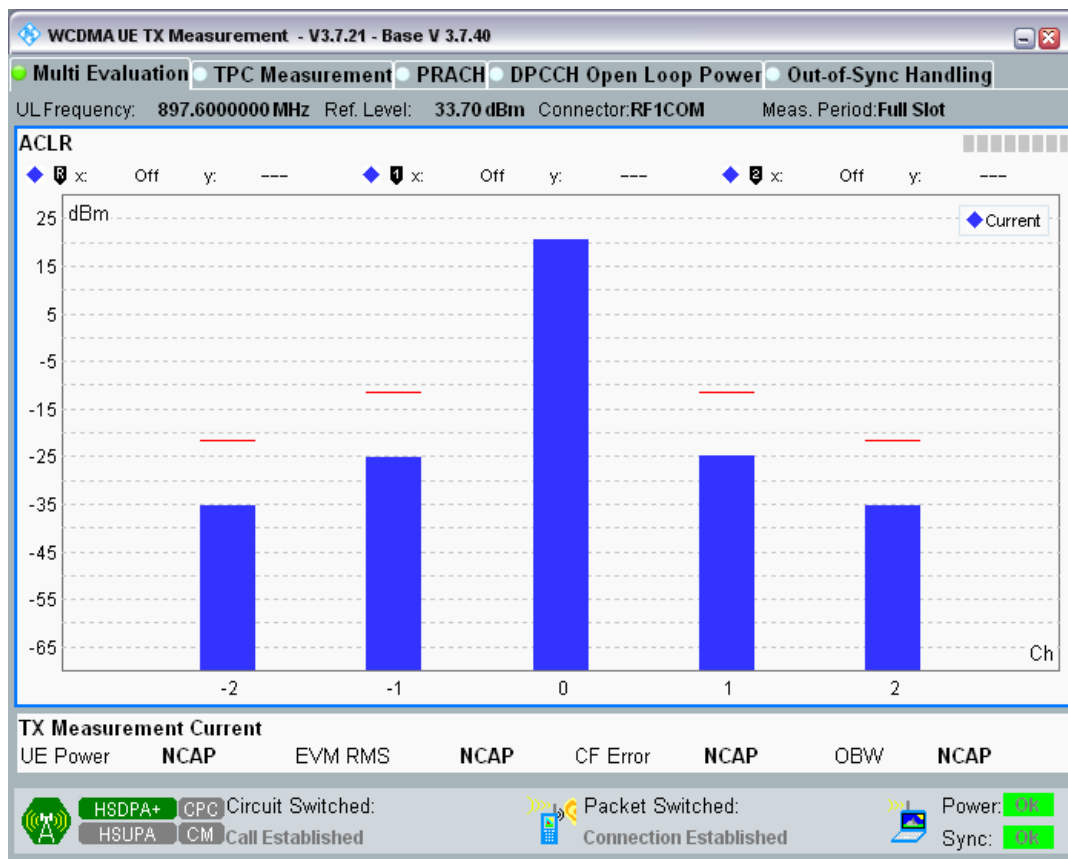 WCDMA UE TX Measurement - V3.7.21 - Base V 3.7.40
Multi Evaluation TPC Measurement PRACH DPCCH Open Loop Power Out-of-Sync Handling
UL Frequency: 897.6000000 MHz Ref. Level: 33.70 dBm Connector:RF1COM Meas. Period:Full Slot
ACLR
R x: Off y: --- 1 x: Off y: --- 2 x: Off y: ---
dBm
Current
25
15
5
-5
-15
-25
-35
-45
-55
-65
Ch
-2 -1 0 1 2
TX Measurement Current
UE Power NCAP EVM RMS NCAP CF Error NCAP OBW NCAP
HSDPA+ CPC Circuit Switched: Packet Switched: Power: OK
HSUPA CM Call Established Connection Established Sync: OK